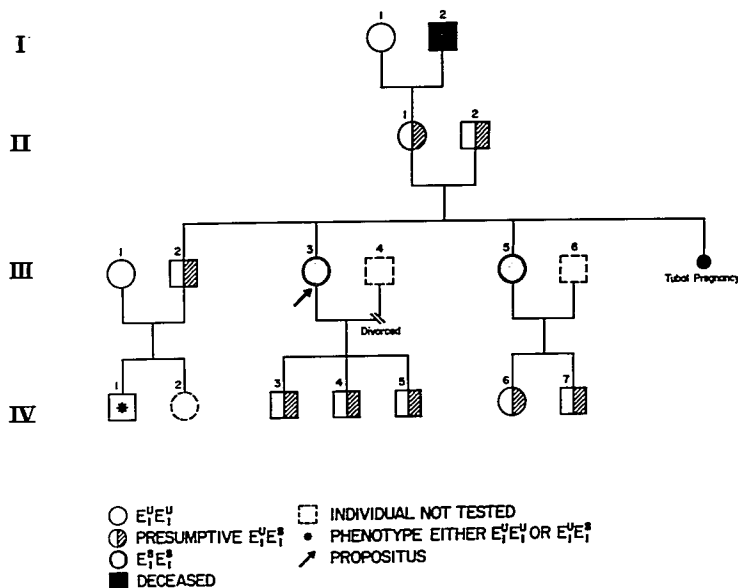 1 2
I
1 2
II
1 2 3 4 5 6
III
Tubal Pregnancy
Divorced
1 2 3 4 5 6 7
IV
E₁ᵁE₁ᵁ
INDIVIDUAL NOT TESTED
PRESUMPTIVE E₁ᵁE₁ˢ
PHENOTYPE EITHER E₁ᵁE₁ᵁ OR E₁ᵁE₁ˢ
E₁ˢE₁ˢ
PROPOSITUS
DECEASED